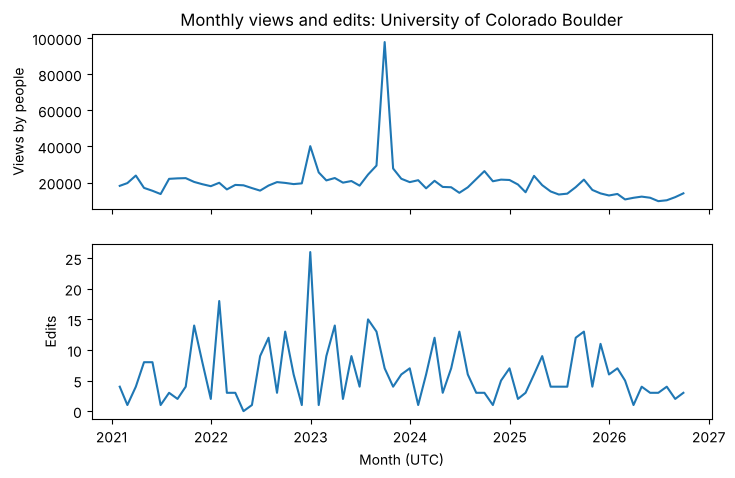 Monthly views and edits: University of Colorado Boulder
100000
80000
60000
40000
20000
Views by people
25
20
15
10
5
0
Edits
2021 2022 2023 2024 2025 2026 2027
Month (UTC)